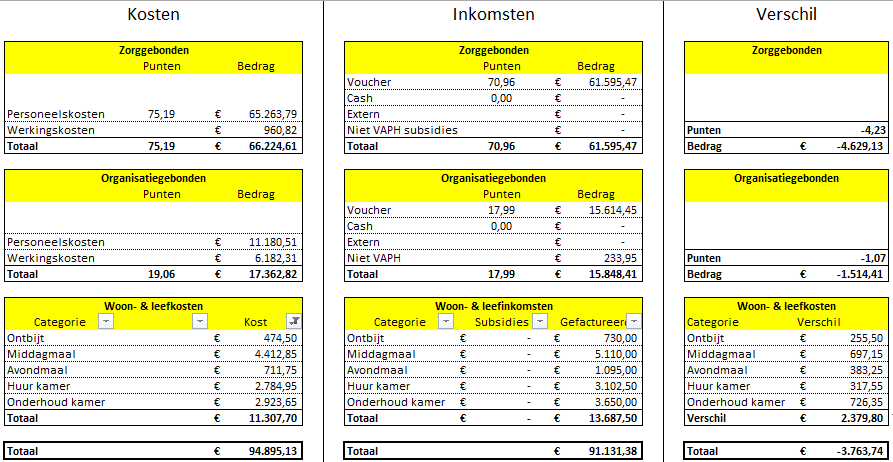 Kosten Inkomsten Verschil
Zorggebonden Zorggebonden Zorggebonden
Punten Bedrag Punten Bedrag
Voucher 70,96 € 61.595,47
Cash 0,00 € -
Personeelskosten 75,19 € 65.263,79 Extern € -
Werkingskosten € 960,82 Niet VAPH subsidies € - Punten -4,23
Totaal 75,19 € 66.224,61 Totaal 70,96 € 61.595,47 Bedrag € -4.629,13
Organisatiegebonden Organisatiegebonden Organisatiegebonden
Punten Bedrag Punten Bedrag
Voucher 17,99 € 15.614,45
Cash 0,00 € -
Personeelskosten € 11.180,51 Extern € -
Werkingskosten € 6.182,31 Niet VAPH € 233,95 Punten -1,07
Totaal 19,06 € 17.362,82 Totaal 17,99 € 15.848,41 Bedrag € -1.514,41
Woon- & leefkosten Woon- & leefinkomsten Woon- & leefkosten
Categorie Kost Categorie Subsidies Gefactureerd Categorie Verschil
Ontbijt € 474,50 Ontbijt € - € 730,00 Ontbijt € 255,50
Middagmaal € 4.412,85 Middagmaal € - € 5.110,00 Middagmaal € 697,15
Avondmaal € 711,75 Avondmaal € - € 1.095,00 Avondmaal € 383,25
Huur kamer € 2.784,95 Huur kamer € - € 3.102,50 Huur kamer € 317,55
Onderhoud kamer € 2.923,65 Onderhoud kamer € - € 3.650,00 Onderhoud kamer € 726,35
Totaal € 11.307,70 Totaal € - € 13.687,50 Verschil € 2.379,80
Totaal € 94.895,13 Totaal € 91.131,38 Totaal € -3.763,74